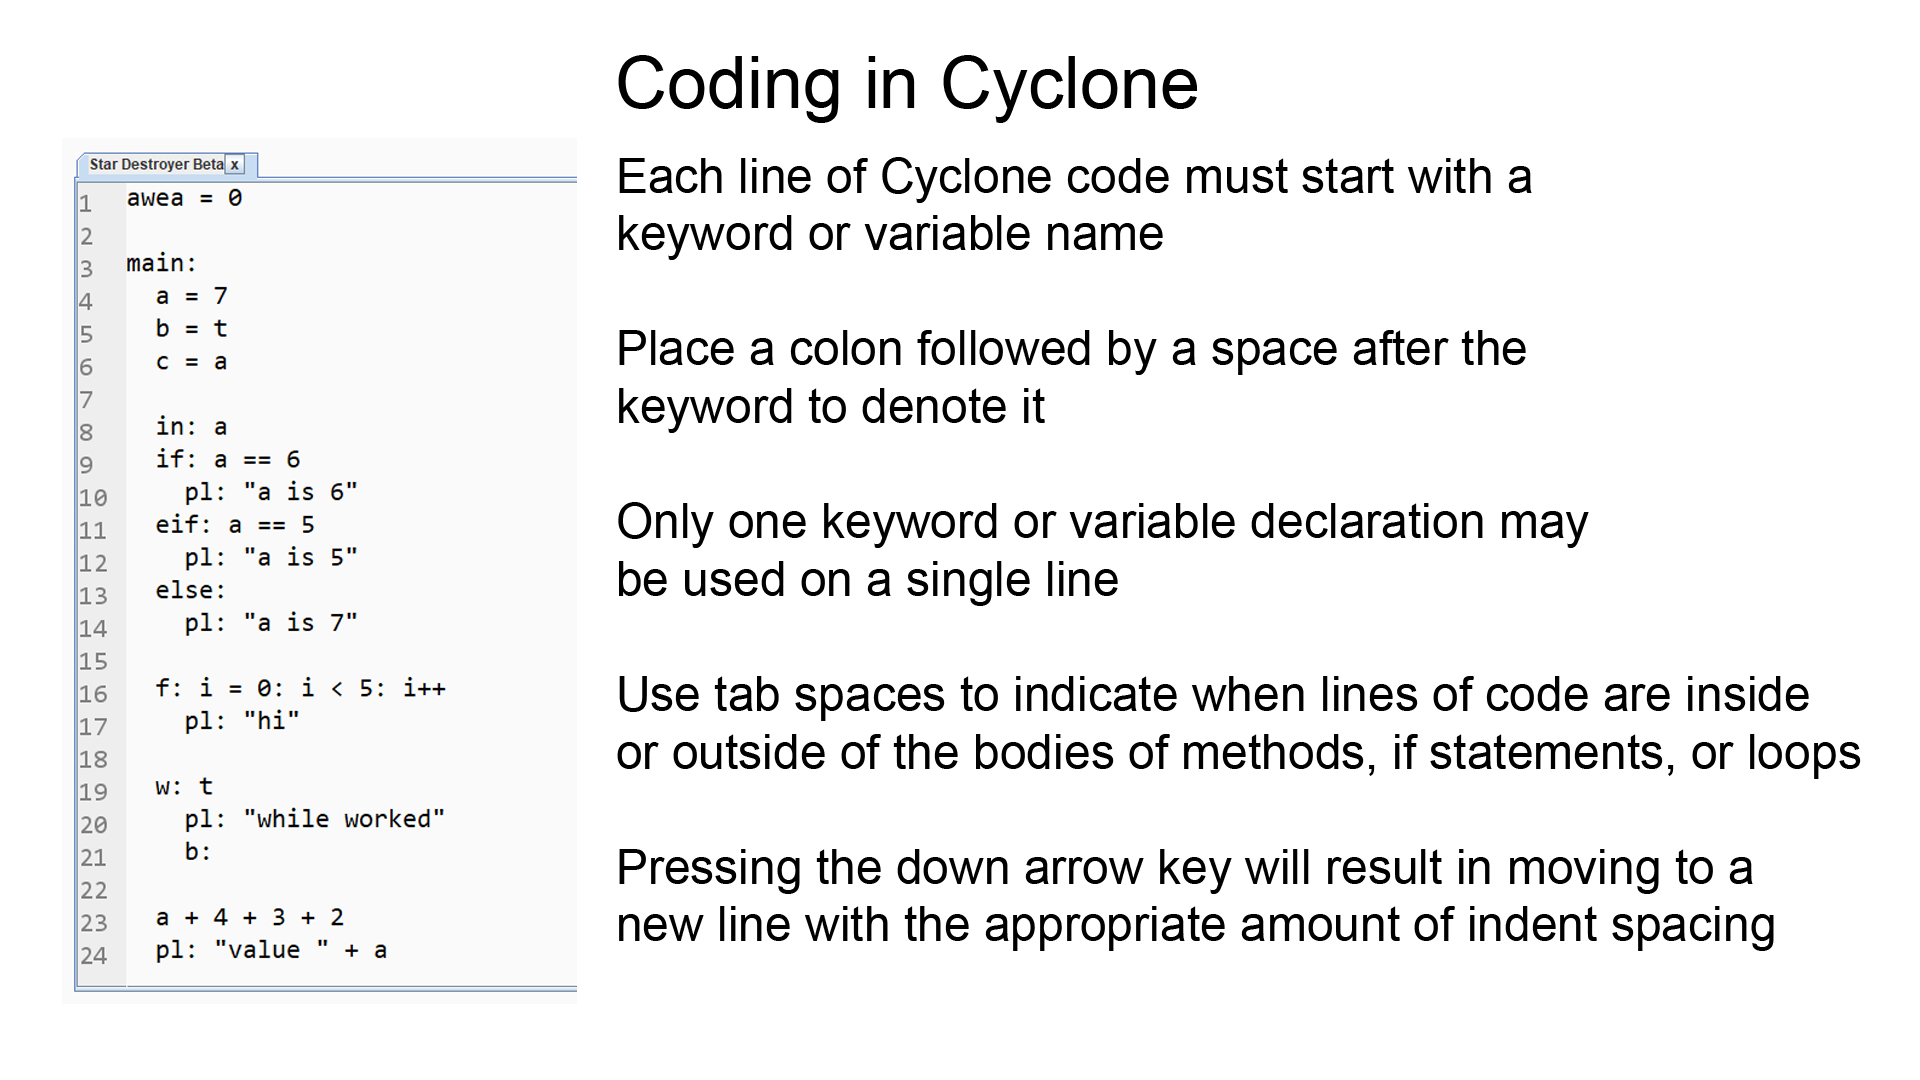 Coding in Cyclone
Star Destroyer Beta x
1 awea = 0
2
3 main:
4   a = 7
5   b = t
6   c = a
7
8   in: a
9   if: a == 6
10     pl: "a is 6"
11   eif: a == 5
12     pl: "a is 5"
13   else:
14     pl: "a is 7"
15
16   f: i = 0: i < 5: i++
17     pl: "hi"
18
19   w: t
20     pl: "while worked"
21     b:
22
23   a + 4 + 3 + 2
24   pl: "value " + a
Each line of Cyclone code must start with a
keyword or variable name
Place a colon followed by a space after the
keyword to denote it
Only one keyword or variable declaration may
be used on a single line
Use tab spaces to indicate when lines of code are inside
or outside of the bodies of methods, if statements, or loops
Pressing the down arrow key will result in moving to a
new line with the appropriate amount of indent spacing